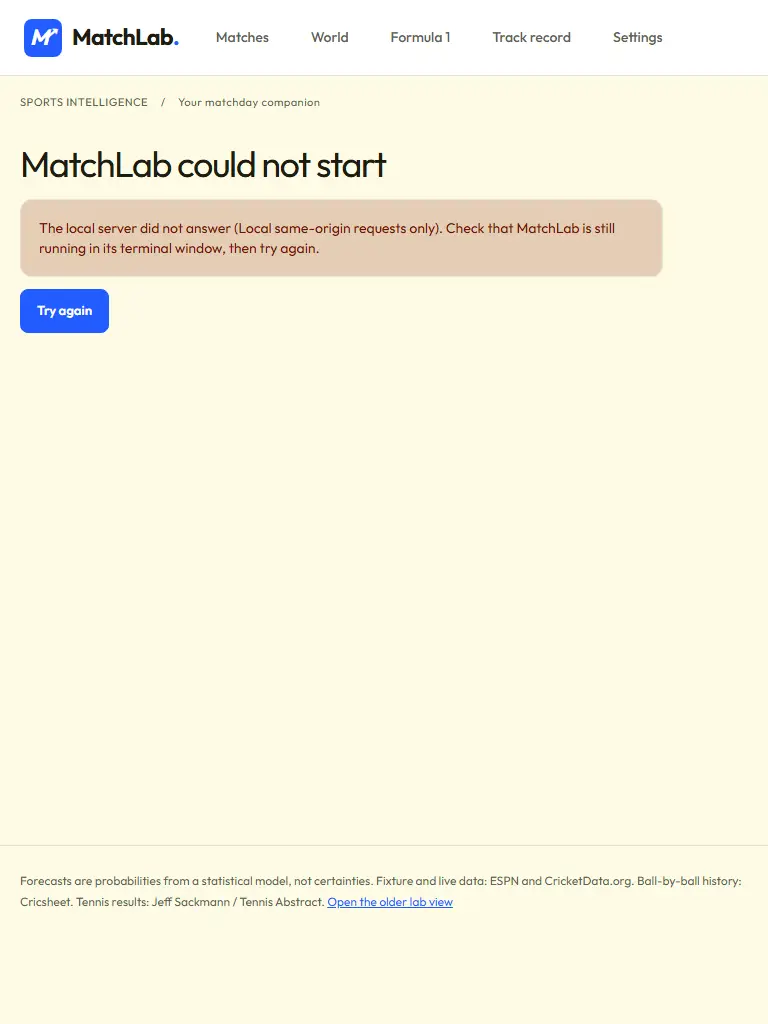 MatchLab.
Matches
World
Formula 1
Track record
Settings
SPORTS INTELLIGENCE / Your matchday companion
MatchLab could not start
The local server did not answer (Local same-origin requests only). Check that MatchLab is still
running in its terminal window, then try again.
Try again
Forecasts are probabilities from a statistical model, not certainties. Fixture and live data: ESPN and CricketData.org. Ball-by-ball history:
Cricsheet. Tennis results: Jeff Sackmann / Tennis Abstract. Open the older lab view